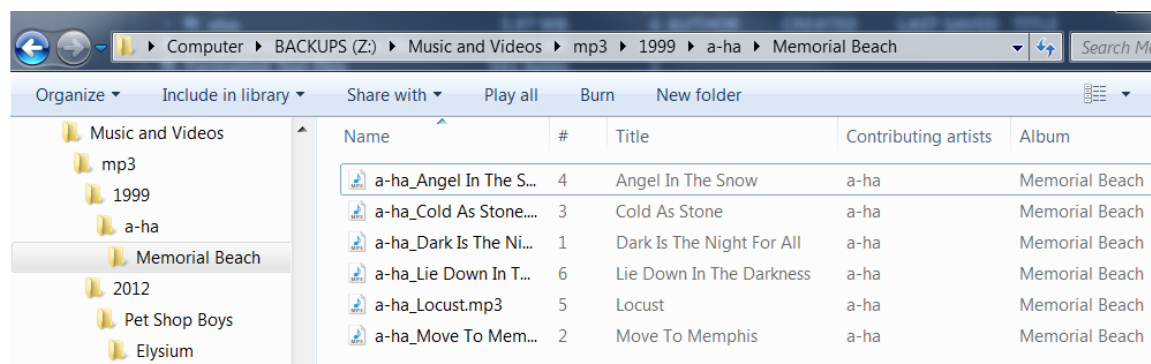 Computer ▸ BACKUPS (Z:) ▸ Music and Videos ▸ mp3 ▸ 1999 ▸ a-ha ▸ Memorial Beach Search M
Organize Include in library Share with Play all Burn New folder
Music and Videos
mp3
1999
a-ha
Memorial Beach
2012
Pet Shop Boys
Elysium
Name # Title Contributing artists Album
a-ha_Angel In The S... 4 Angel In The Snow a-ha Memorial Beach
a-ha_Cold As Stone.... 3 Cold As Stone a-ha Memorial Beach
a-ha_Dark Is The Ni... 1 Dark Is The Night For All a-ha Memorial Beach
a-ha_Lie Down In T... 6 Lie Down In The Darkness a-ha Memorial Beach
a-ha_Locust.mp3 5 Locust a-ha Memorial Beach
a-ha_Move To Mem... 2 Move To Memphis a-ha Memorial Beach